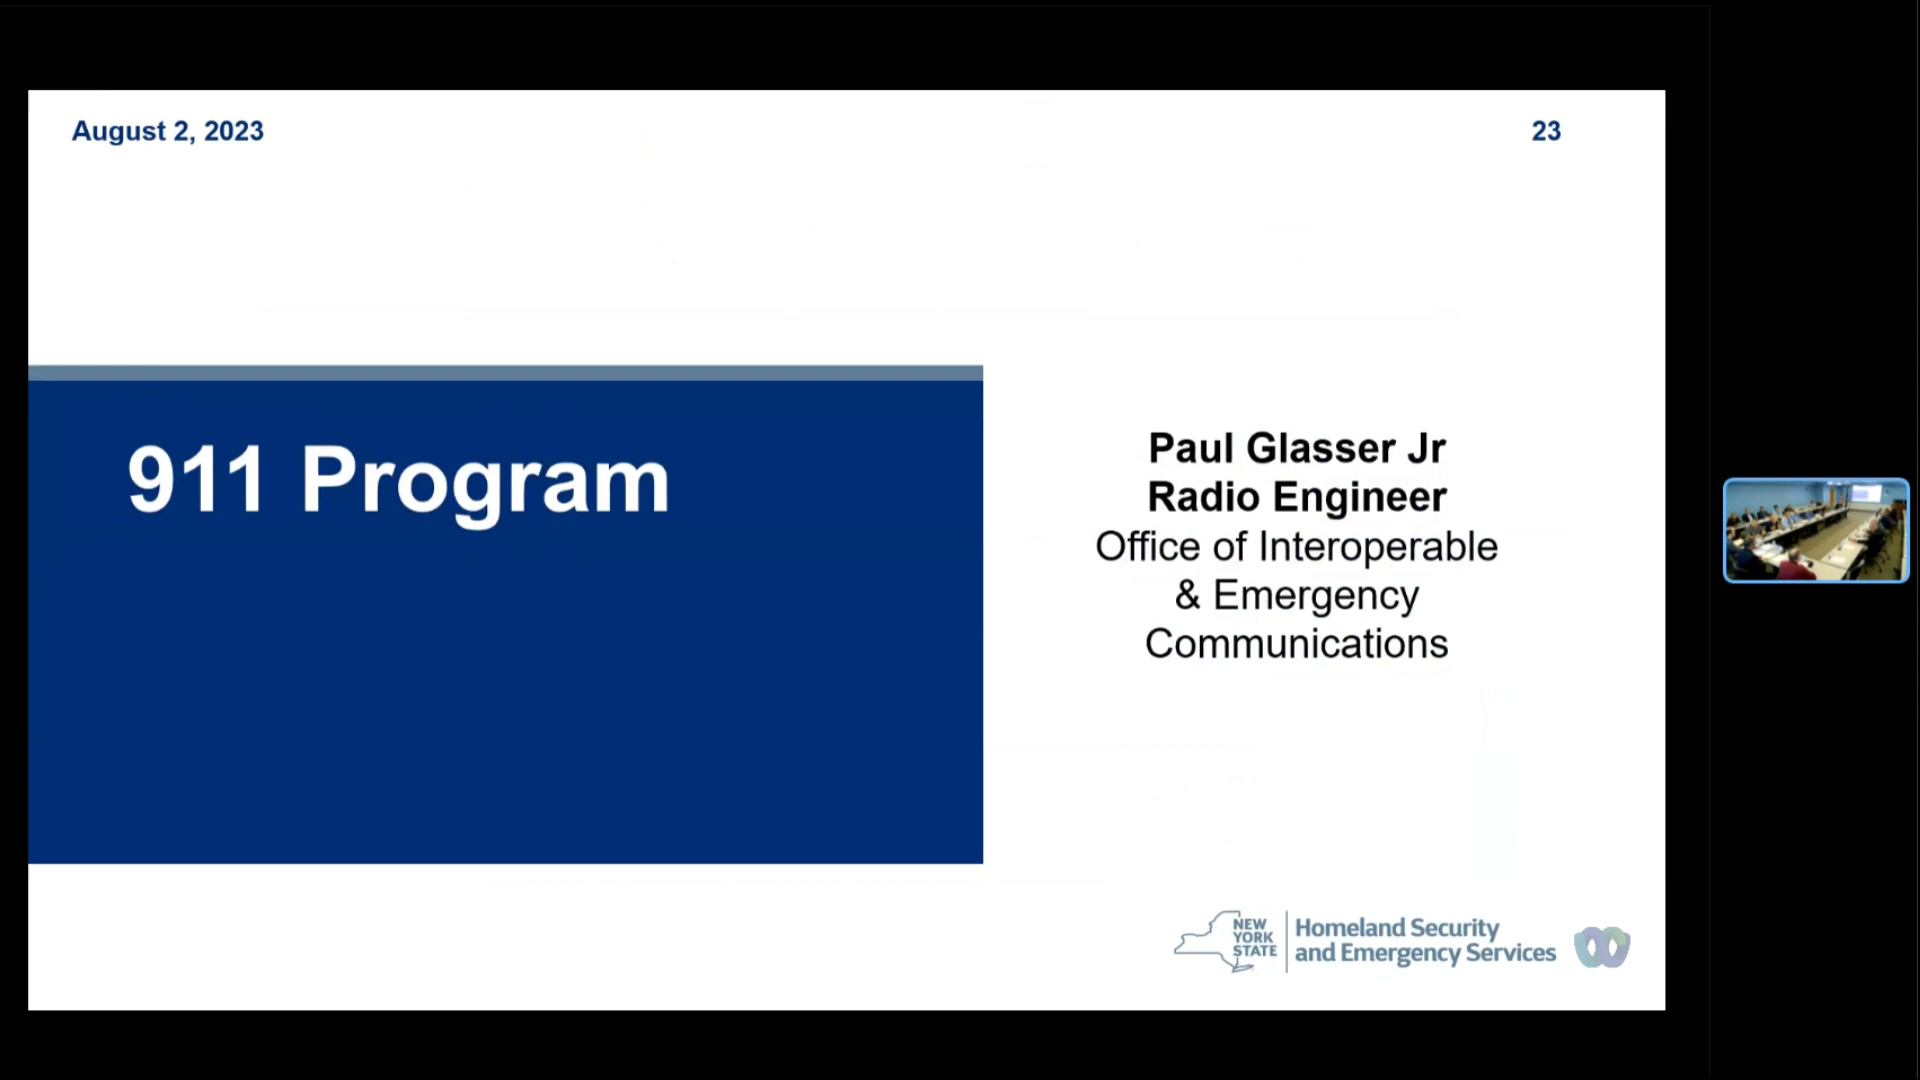 August 2, 2023
23
911 Program
Paul Glasser Jr
Radio Engineer
Office of Interoperable
& Emergency
Communications
NEW
YORK
STATE
Homeland Security
and Emergency Services